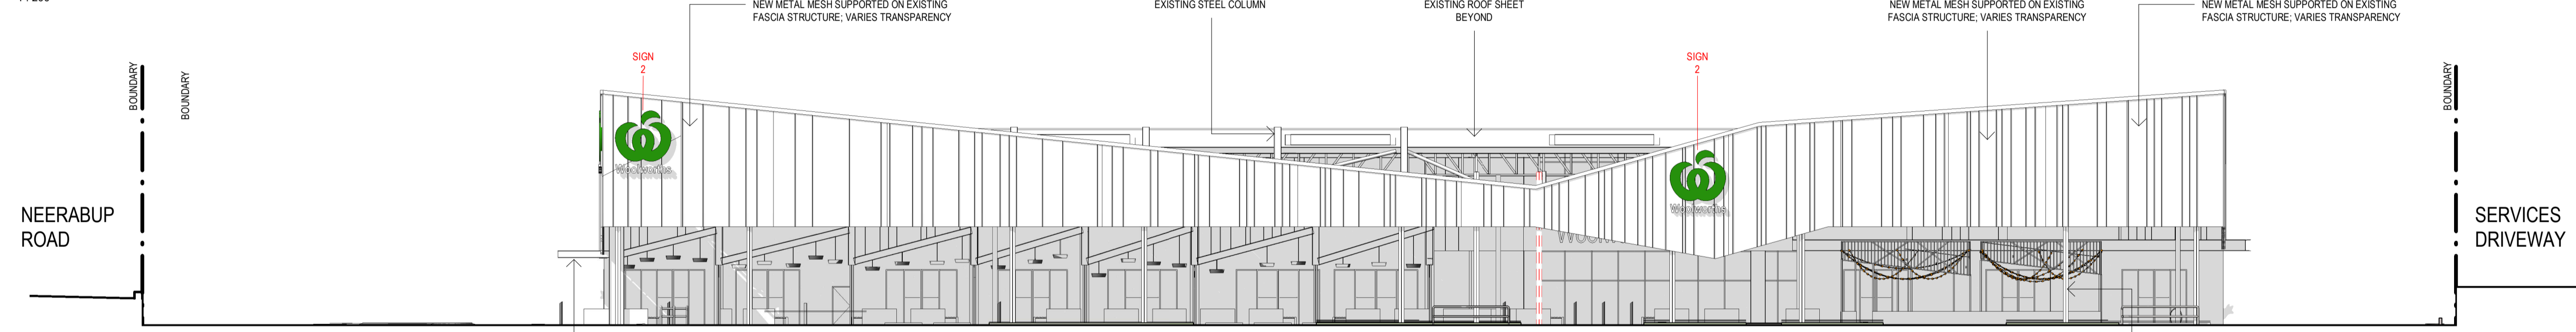 NEW METAL MESH SUPPORTED ON EXISTING
FASCIA STRUCTURE; VARIES TRANSPARENCY
EXISTING STEEL COLUMN
EXISTING ROOF SHEET
BEYOND
NEW METAL MESH SUPPORTED ON EXISTING
FASCIA STRUCTURE; VARIES TRANSPARENCY
NEW METAL MESH SUPPORTED ON EXISTING
FASCIA STRUCTURE; VARIES TRANSPARENCY
BOUNDARY
BOUNDARY
SIGN
2
SIGN
2
BOUNDARY
Woolworths
Woolworths
NEERABUP
ROAD
SERVICES
DRIVEWAY